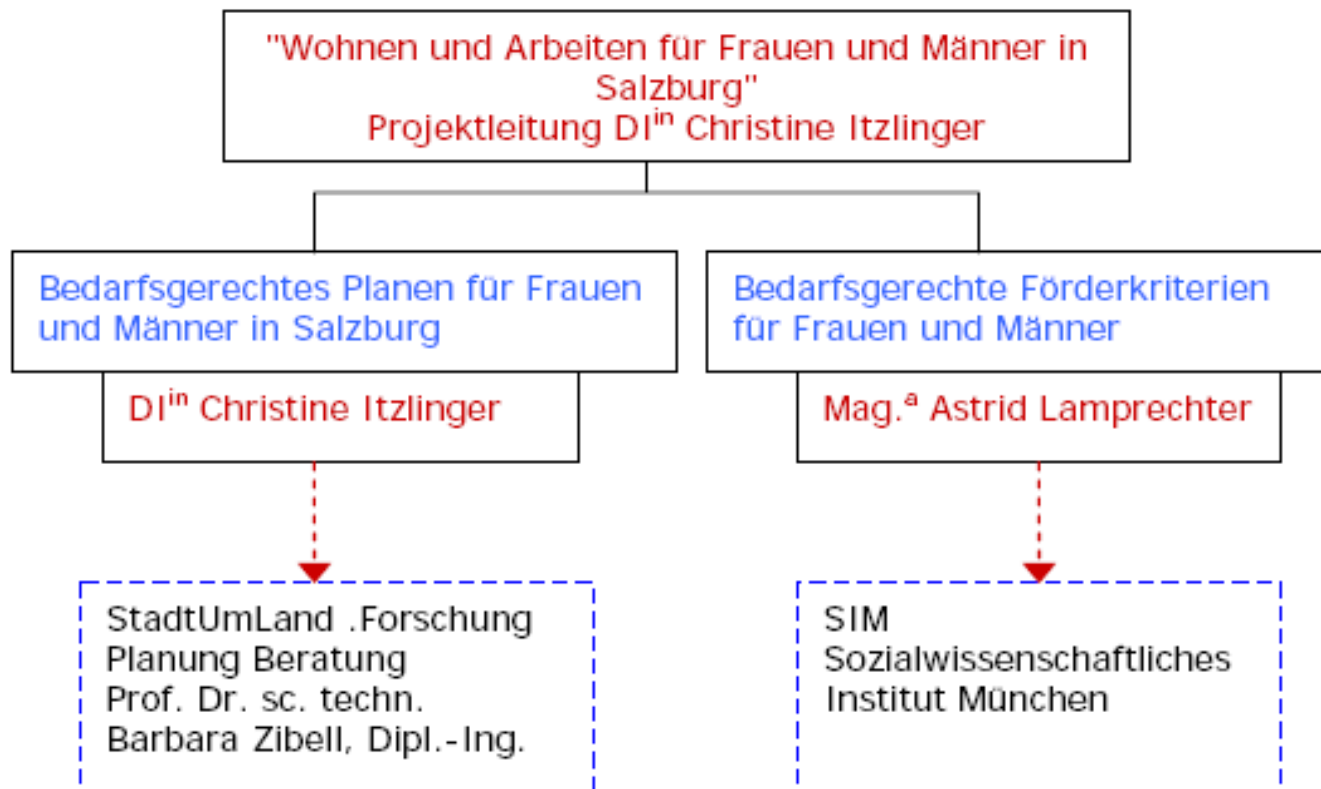 "Wohnen und Arbeiten für Frauen und Männer in
Salzburg"
Projektleitung DIin Christine Itzlinger
Bedarfsgerechtes Planen für Frauen
und Männer in Salzburg
DIin Christine Itzlinger
Bedarfsgerechte Förderkriterien
für Frauen und Männer
Mag.a Astrid Lamprechter
StadtUmLand .Forschung
Planung Beratung
Prof. Dr. sc. techn.
Barbara Zibell, Dipl.-Ing.
SIM
Sozialwissenschaftliches
Institut München